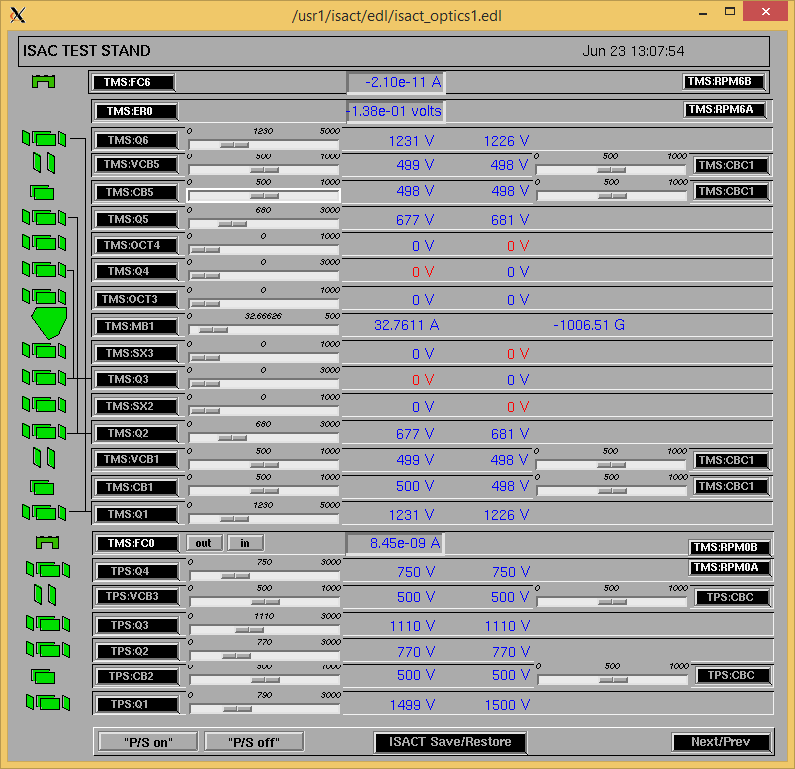 /usr1/isact/edl/isact_optics1.edl
ISAC TEST STAND Jun 23 13:07:54
TMS:FC6 -2.10e-11 A TMS:RPM6B
TMS:ER0 -1.38e-01 volts TMS:RPM6A
TMS:Q6 0 1230 5000 1231 V 1226 V
TMS:VCB5 0 500 1000 499 V 498 V 0 500 1000 TMS:CBC1
TMS:CB5 0 500 1000 498 V 498 V 0 500 1000 TMS:CBC1
TMS:Q5 0 680 3000 677 V 681 V
TMS:OCT4 0 0 1000 0 V 0 V
TMS:Q4 0 0 3000 0 V 0 V
TMS:OCT3 0 0 1000 0 V 0 V
TMS:MB1 0 32.66626 500 32.7611 A -1006.51 G
TMS:SX3 0 0 1000 0 V 0 V
TMS:Q3 0 0 3000 0 V 0 V
TMS:SX2 0 0 1000 0 V 0 V
TMS:Q2 0 680 3000 677 V 681 V
TMS:VCB1 0 500 1000 499 V 498 V 0 500 1000 TMS:CBC1
TMS:CB1 0 500 1000 500 V 498 V 0 500 1000 TMS:CBC1
TMS:Q1 0 1230 5000 1231 V 1226 V
TMS:FC0 out in 8.45e-09 A TMS:RPM0B
TPS:Q4 0 750 3000 750 V 750 V TMS:RPM0A
TPS:VCB3 0 500 1000 500 V 500 V 0 500 1000 TPS:CBC
TPS:Q3 0 1110 3000 1110 V 1110 V
TPS:Q2 0 770 3000 770 V 770 V
TPS:CB2 0 500 1000 500 V 500 V 0 500 1000 TPS:CBC
TPS:Q1 0 790 3000 1499 V 1500 V
"P/S on" "P/S off" ISACT Save/Restore Next/Prev